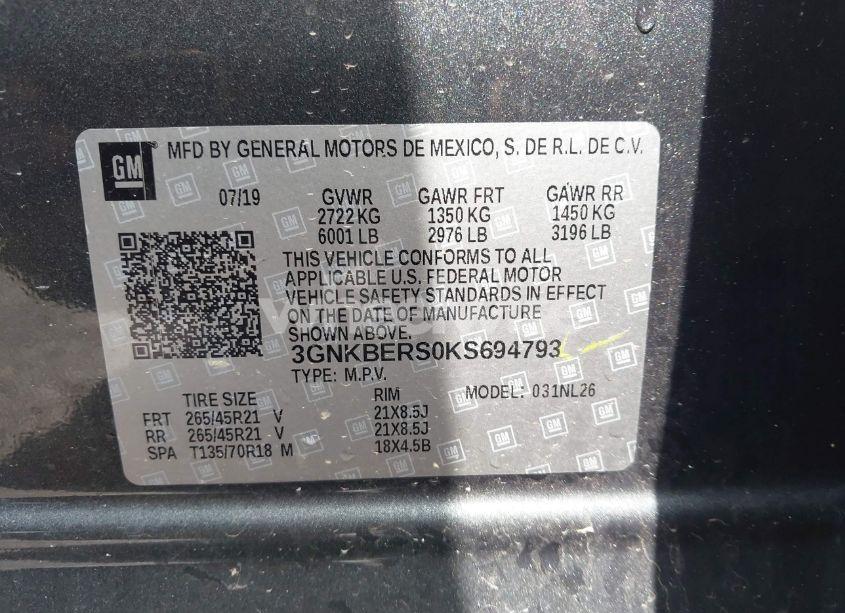 GM
MFD BY GENERAL MOTORS DE MEXICO, S. DE R.L. DE C.V.
07/19 GVWR GAWR FRT GAWR RR
2722 KG 1350 KG 1450 KG
6001 LB 2976 LB 3196 LB
THIS VEHICLE CONFORMS TO ALL
APPLICABLE U.S. FEDERAL MOTOR
VEHICLE SAFETY STANDARDS IN EFFECT
ON THE DATE OF MANUFACTURE
SHOWN ABOVE.
3GNKBERS0KS694793
TYPE: M.P.V. MODEL: 031NL26
TIRE SIZE RIM
FRT 265/45R21 V 21X8.5J
RR 265/45R21 V 21X8.5J
SPA T135/70R18 M 18X4.5B